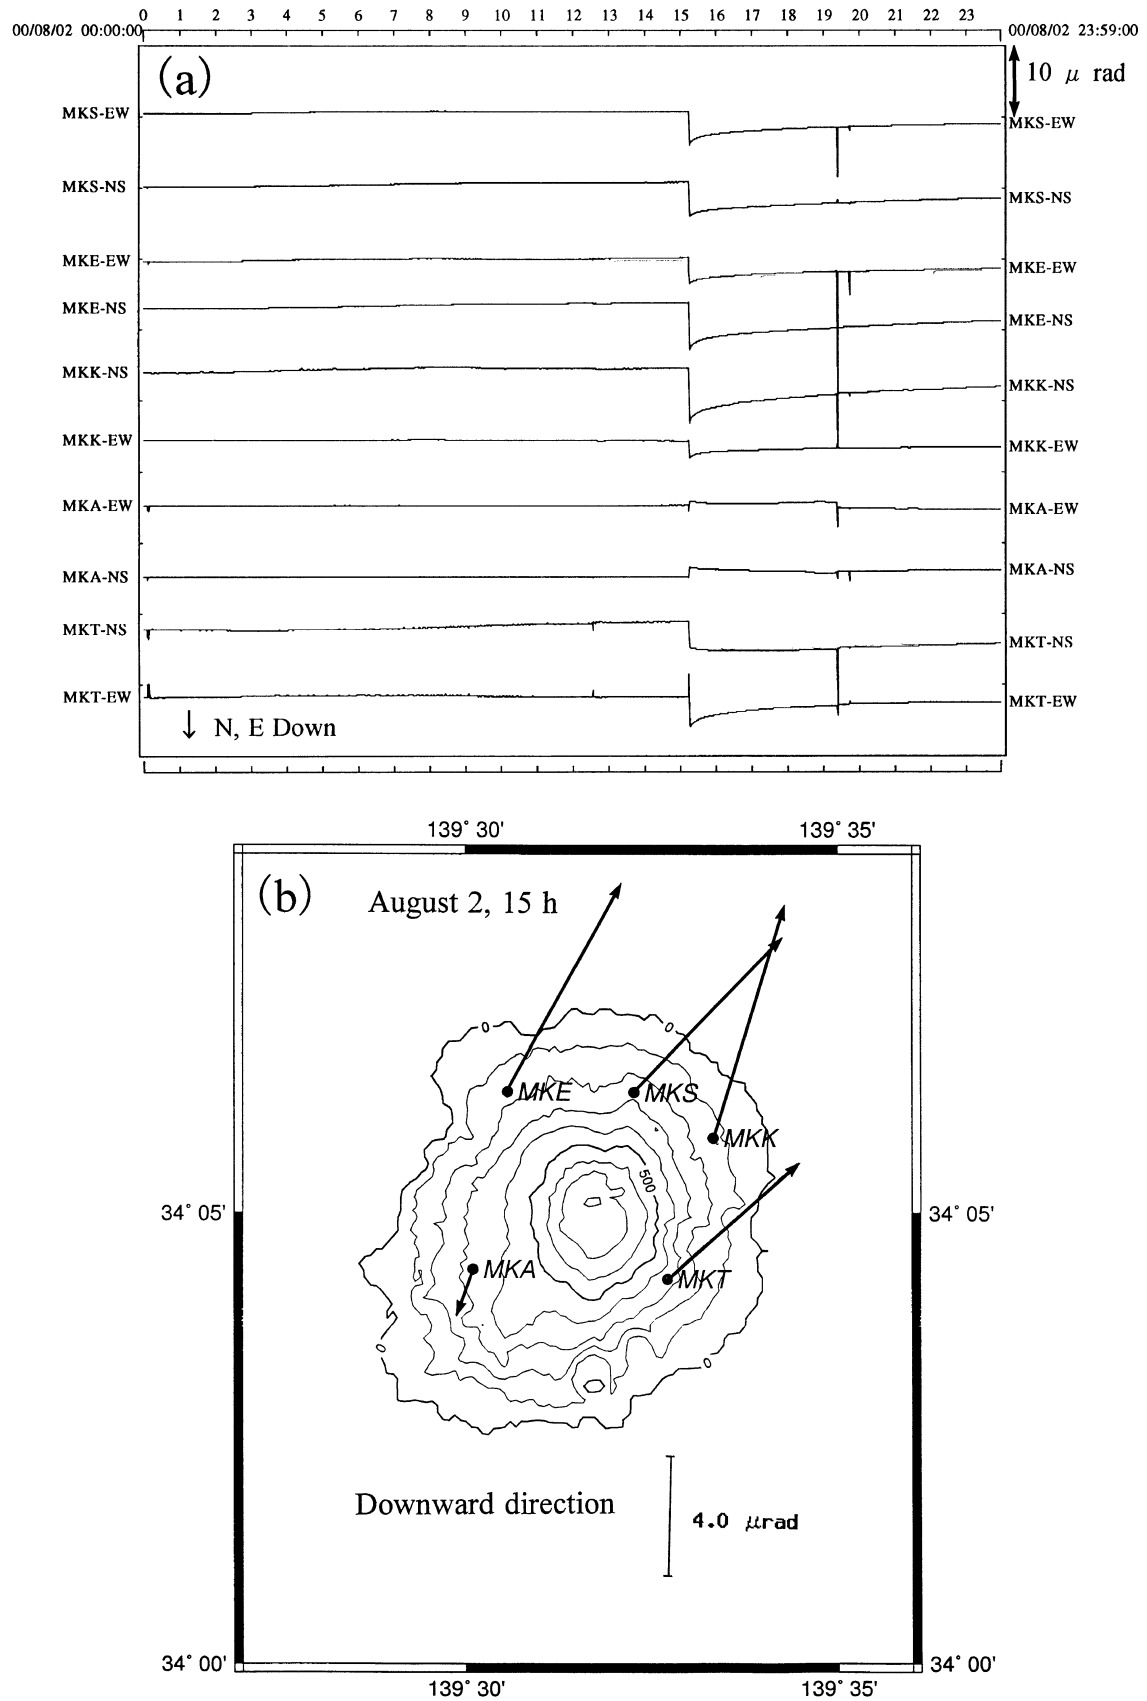 0 1 2 3 4 5 6 7 8 9 10 11 12 13 14 15 16 17 18 19 20 21 22 23
00/08/02 00:00:00 00/08/02 23:59:00
(a) 10 μ rad
MKS-EW MKS-EW
MKS-NS MKS-NS
MKE-EW MKE-EW
MKE-NS MKE-NS
MKK-NS MKK-NS
MKK-EW MKK-EW
MKA-EW MKA-EW
MKA-NS MKA-NS
MKT-NS MKT-NS
MKT-EW MKT-EW
↓ N, E Down
139° 30' 139° 35'
(b) August 2, 15 h
0 0
MKE MKS
MKK
500
34° 05' 34° 05'
MKA MKT
0 0
Downward direction
4.0 μrad
34° 00' 34° 00'
139° 30' 139° 35'